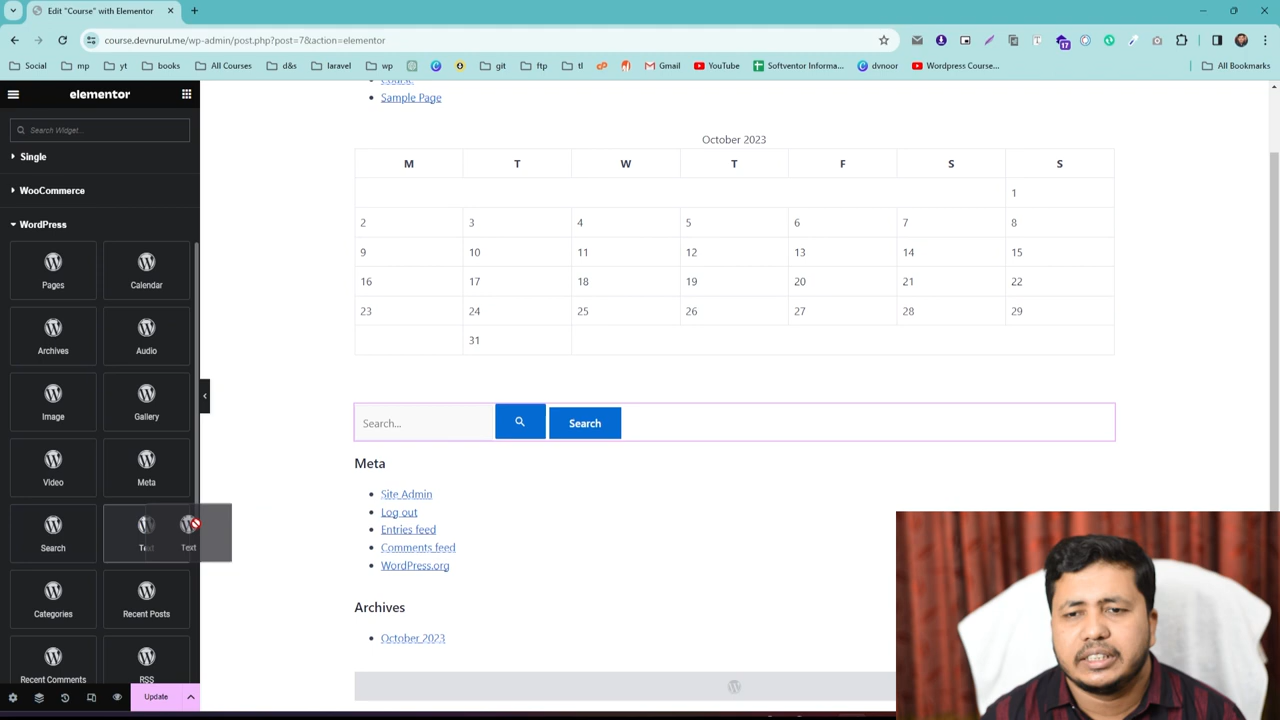 Edit "Course" with Elementor
course.devnurul.me/wp-admin/post.php?post=7&action=elementor
Social
mp
yt
books
All Courses
d&s
laravel
wp
git
ftp
tl
Gmail
YouTube
Softventor Informa...
dvnoor
Wordpress Course...
All Bookmarks
17
elementor
Search Widget...
Single
WooCommerce
WordPress
Pages
Calendar
Archives
Audio
Image
Gallery
Video
Meta
Search
Text
Text
Categories
Recent Posts
Recent Comments
RSS
Update
Sample Page
October 2023
M T W T F S S
1
2 3 4 5 6 7 8
9 10 11 12 13 14 15
16 17 18 19 20 21 22
23 24 25 26 27 28 29
31
Search...
Search
Meta
Site Admin
Log out
Entries feed
Comments feed
WordPress.org
Archives
October 2023